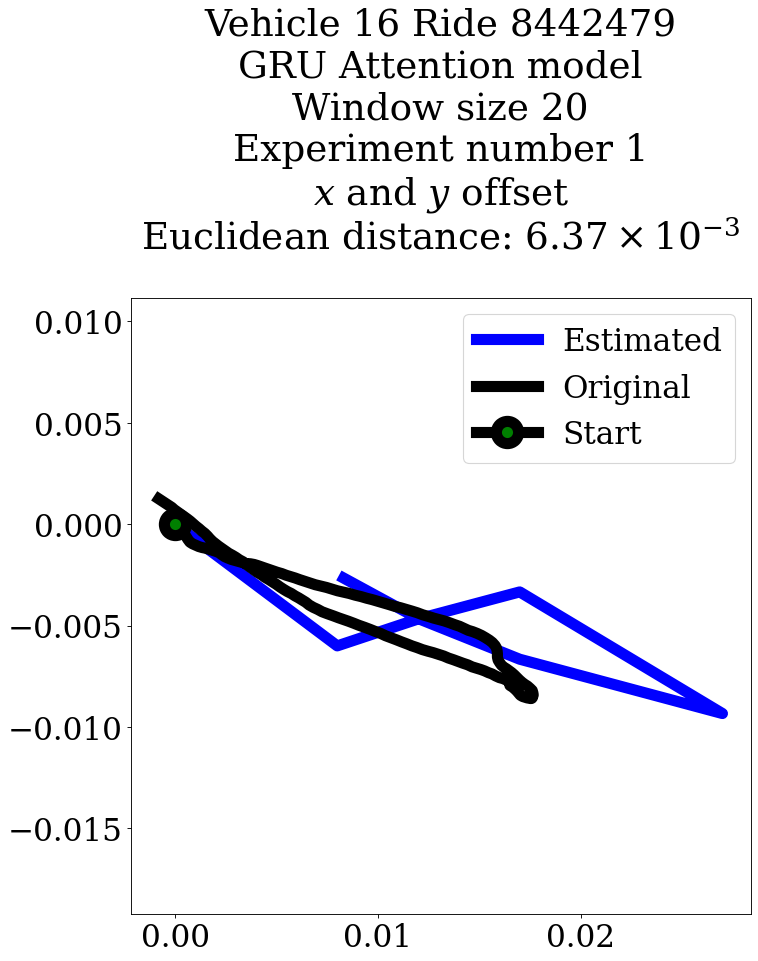 Vehicle 16 Ride 8442479
GRU Attention model
Window size 20
Experiment number 1
x and y offset
Euclidean distance: 6.37 × 10⁻³
Estimated
Original
Start
0.010
0.005
0.000
−0.005
−0.010
−0.015
0.00 0.01 0.02